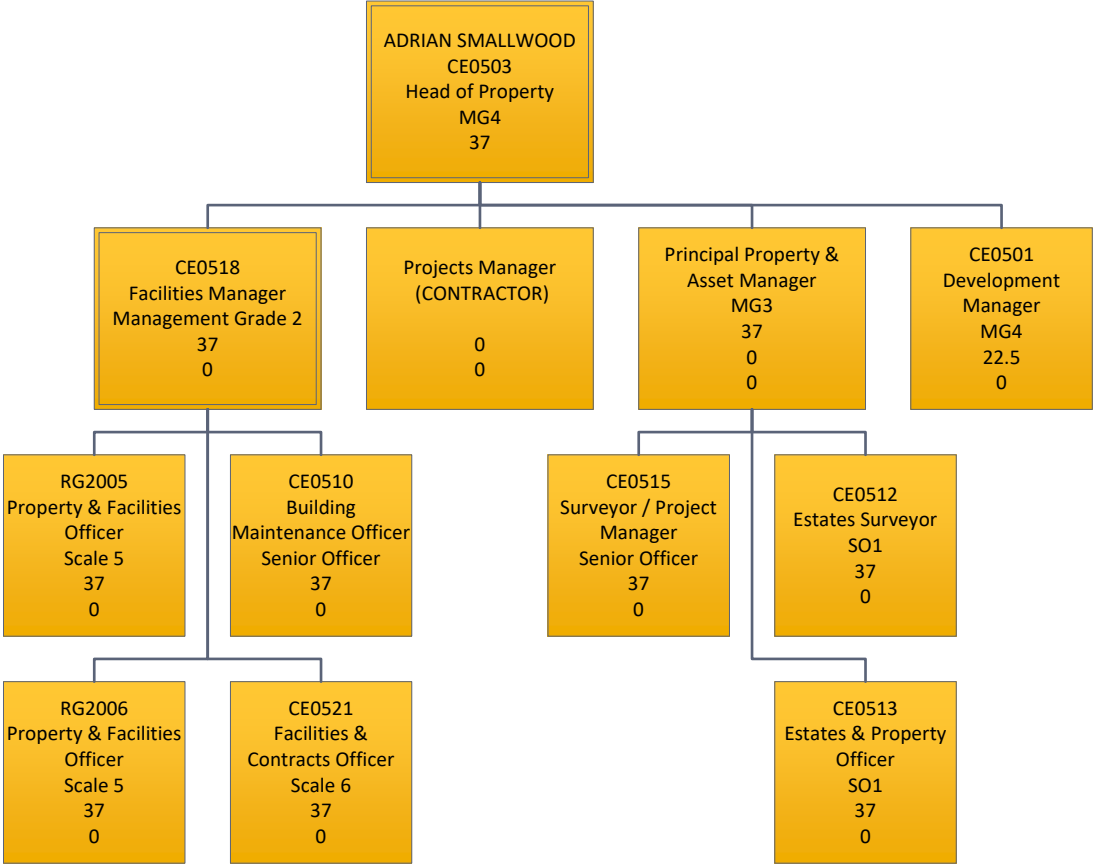 ADRIAN SMALLWOOD
CE0503
Head of Property
MG4
37
CE0518
Facilities Manager
Management Grade 2
37
0
Projects Manager
(CONTRACTOR)
0
0
Principal Property &
Asset Manager
MG3
37
0
0
CE0501
Development
Manager
MG4
22.5
0
RG2005
Property & Facilities
Officer
Scale 5
37
0
CE0510
Building
Maintenance Officer
Senior Officer
37
0
CE0515
Surveyor / Project
Manager
Senior Officer
37
0
CE0512
Estates Surveyor
SO1
37
0
RG2006
Property & Facilities
Officer
Scale 5
37
0
CE0521
Facilities &
Contracts Officer
Scale 6
37
0
CE0513
Estates & Property
Officer
SO1
37
0